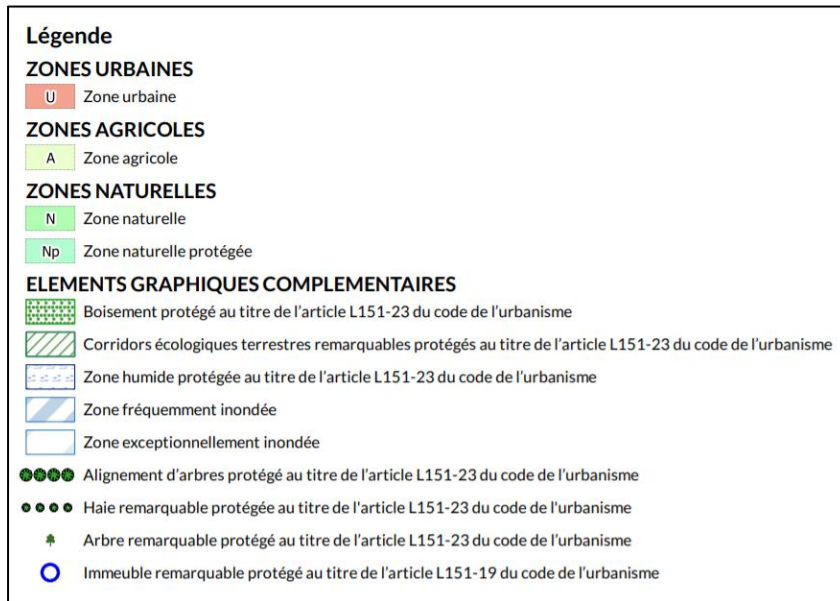 Légende
ZONES URBAINES
U Zone urbaine
ZONES AGRICOLES
A Zone agricole
ZONES NATURELLES
N Zone naturelle
Np Zone naturelle protégée
ELEMENTS GRAPHIQUES COMPLEMENTAIRES
Boisement protégé au titre de l'article L151-23 du code de l'urbanisme
Corridors écologiques terrestres remarquables protégés au titre de l'article L151-23 du code de l'urbanisme
Zone humide protégée au titre de l'article L151-23 du code de l'urbanisme
Zone fréquemment inondée
Zone exceptionnellement inondée
Alignement d'arbres protégé au titre de l'article L151-23 du code de l'urbanisme
Haie remarquable protégée au titre de l'article L151-23 du code de l'urbanisme
Arbre remarquable protégé au titre de l'article L151-23 du code de l'urbanisme
Immeuble remarquable protégé au titre de l'article L151-19 du code de l'urbanisme